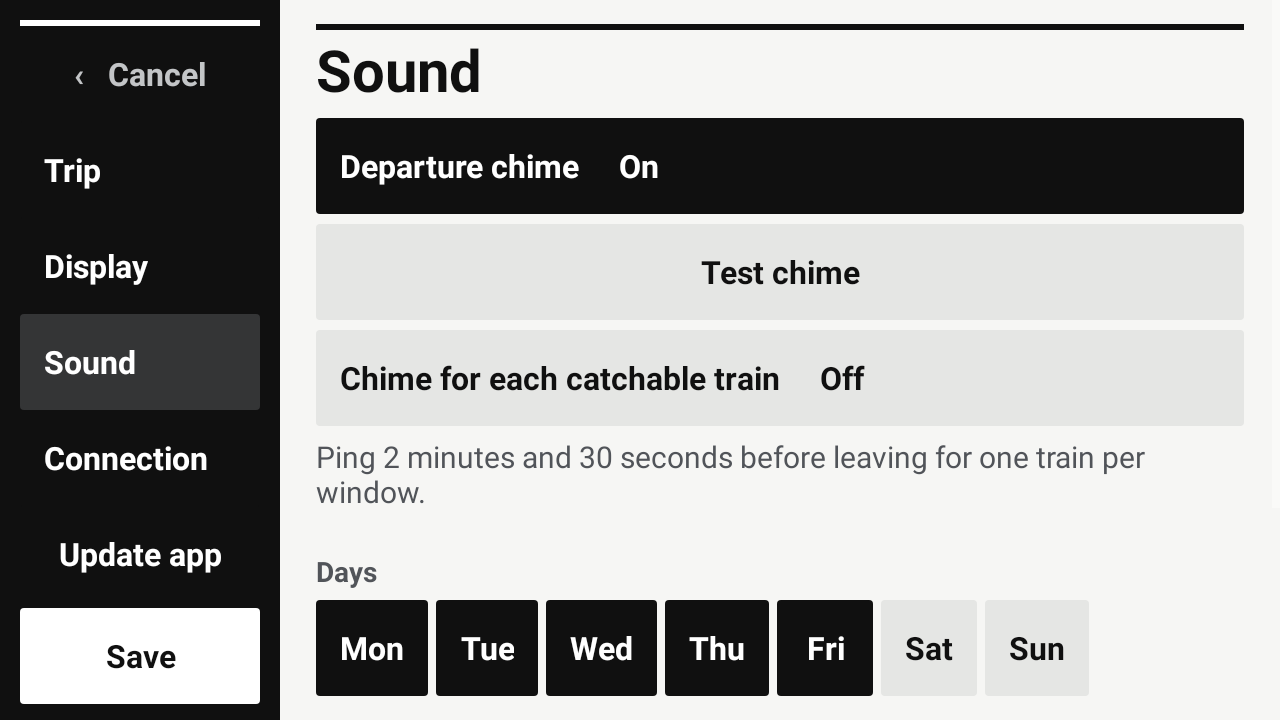 ‹ Cancel
Trip
Display
Sound
Connection
Update app
Save
Sound
Departure chime On
Test chime
Chime for each catchable train Off
Ping 2 minutes and 30 seconds before leaving for one train per
window.
Days
Mon Tue Wed Thu Fri Sat Sun